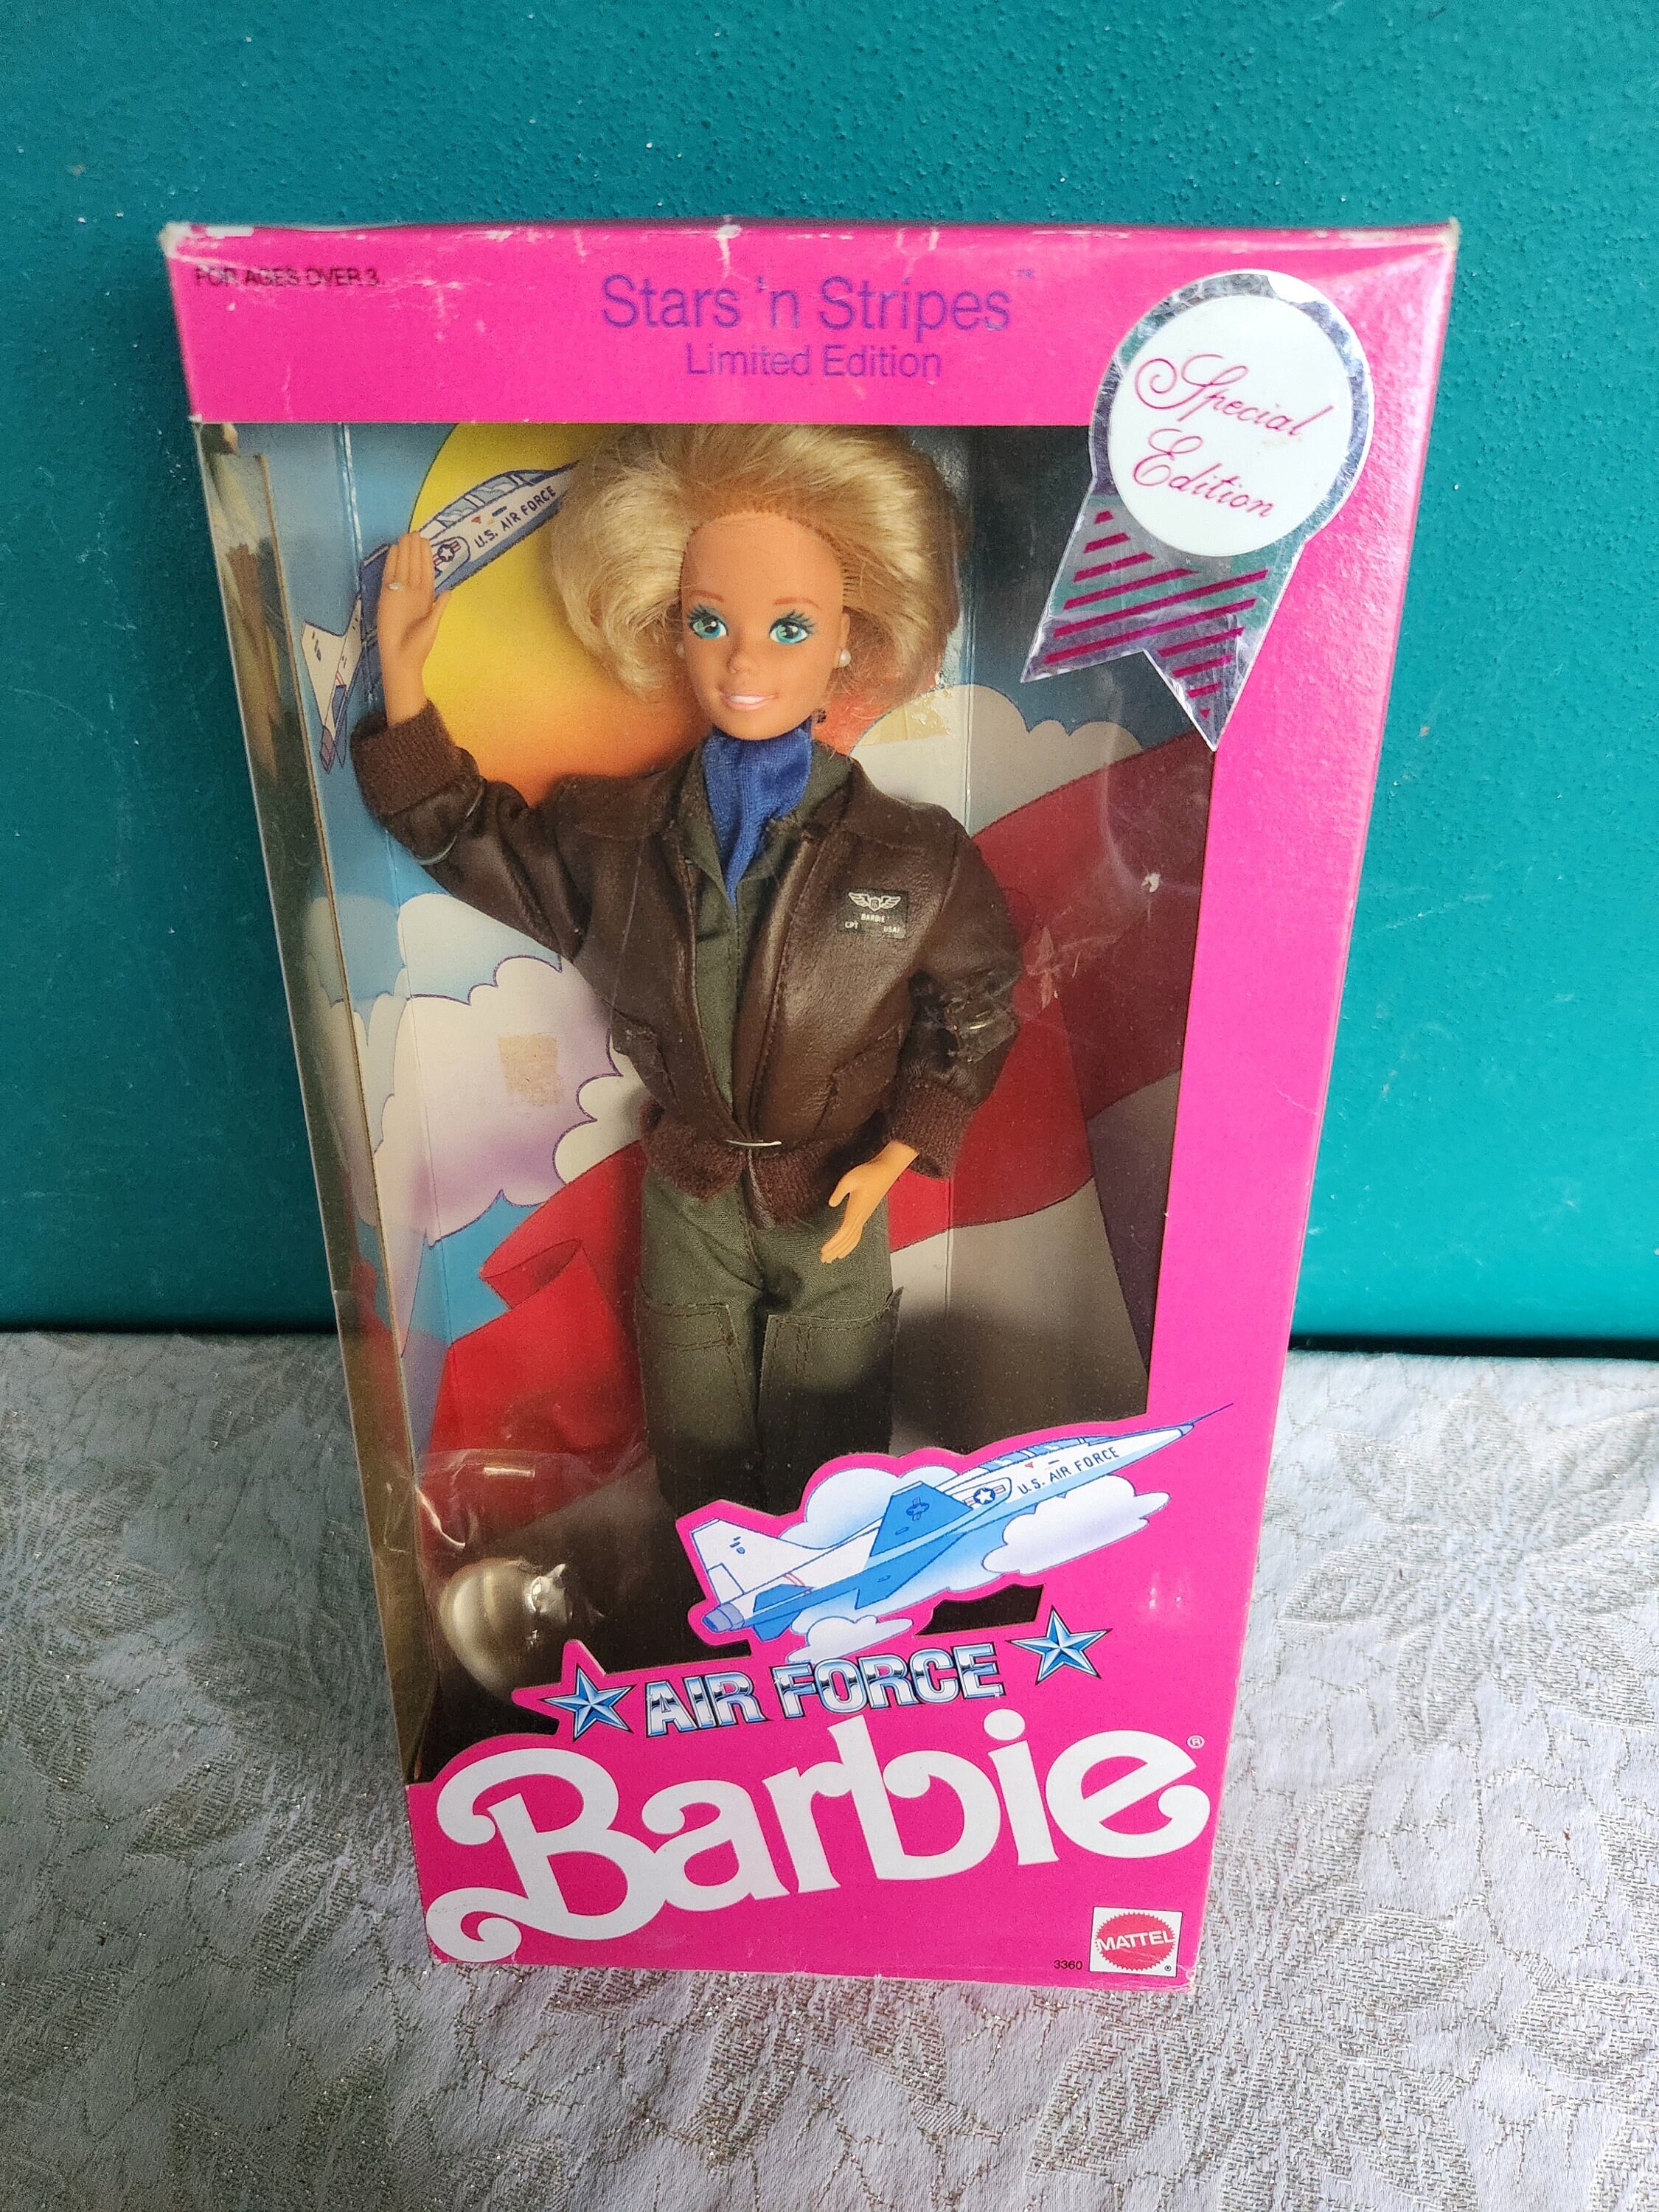 FOR AGES OVER 3.
Stars 'n Stripes™
Limited Edition
Special
Edition
U.S. AIR FORCE
BARBIE
CPT USAF
U.S. AIR FORCE
AIR FORCE
Barbie®
3360
MATTEL®